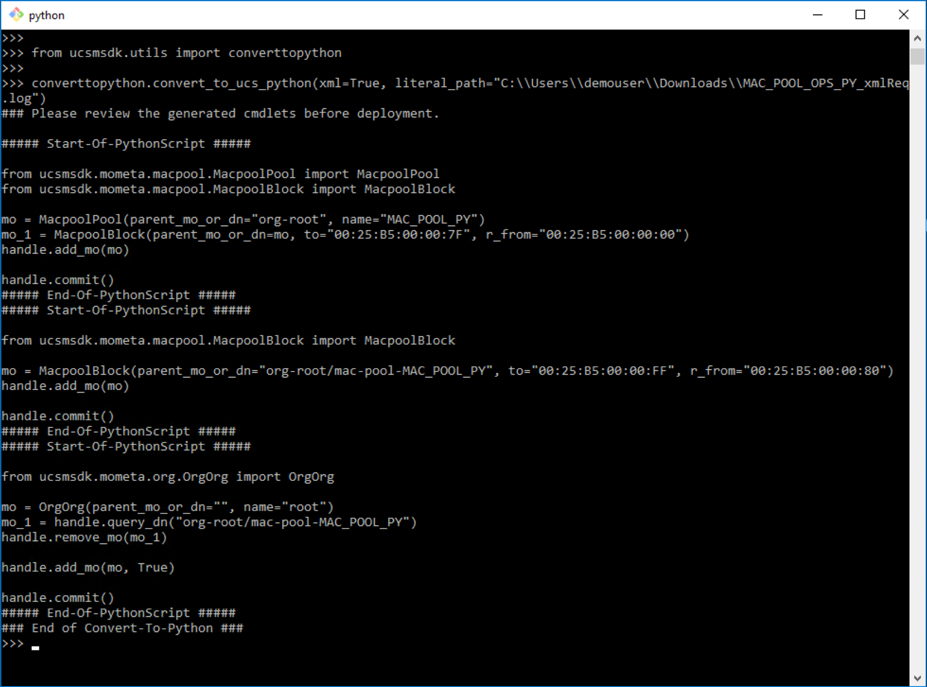 python
>>>
>>> from ucsmsdk.utils import converttopython
>>>
>>> converttopython.convert_to_ucs_python(xml=True, literal_path="C:\\Users\\demouser\\Downloads\\MAC_POOL_OPS_PY_xmlReq
.log")
### Please review the generated cmdlets before deployment.
##### Start-Of-PythonScript #####
from ucsmsdk.mometa.macpool.MacpoolPool import MacpoolPool
from ucsmsdk.mometa.macpool.MacpoolBlock import MacpoolBlock
mo = MacpoolPool(parent_mo_or_dn="org-root", name="MAC_POOL_PY")
mo_1 = MacpoolBlock(parent_mo_or_dn=mo, to="00:25:B5:00:00:7F", r_from="00:25:B5:00:00:00")
handle.add_mo(mo)
handle.commit()
##### End-Of-PythonScript #####
##### Start-Of-PythonScript #####
from ucsmsdk.mometa.macpool.MacpoolBlock import MacpoolBlock
mo = MacpoolBlock(parent_mo_or_dn="org-root/mac-pool-MAC_POOL_PY", to="00:25:B5:00:00:FF", r_from="00:25:B5:00:00:80")
handle.add_mo(mo)
handle.commit()
##### End-Of-PythonScript #####
##### Start-Of-PythonScript #####
from ucsmsdk.mometa.org.OrgOrg import OrgOrg
mo = OrgOrg(parent_mo_or_dn="", name="root")
mo_1 = handle.query_dn("org-root/mac-pool-MAC_POOL_PY")
handle.remove_mo(mo_1)
handle.add_mo(mo, True)
handle.commit()
##### End-Of-PythonScript #####
### End of Convert-To-Python ###
>>>